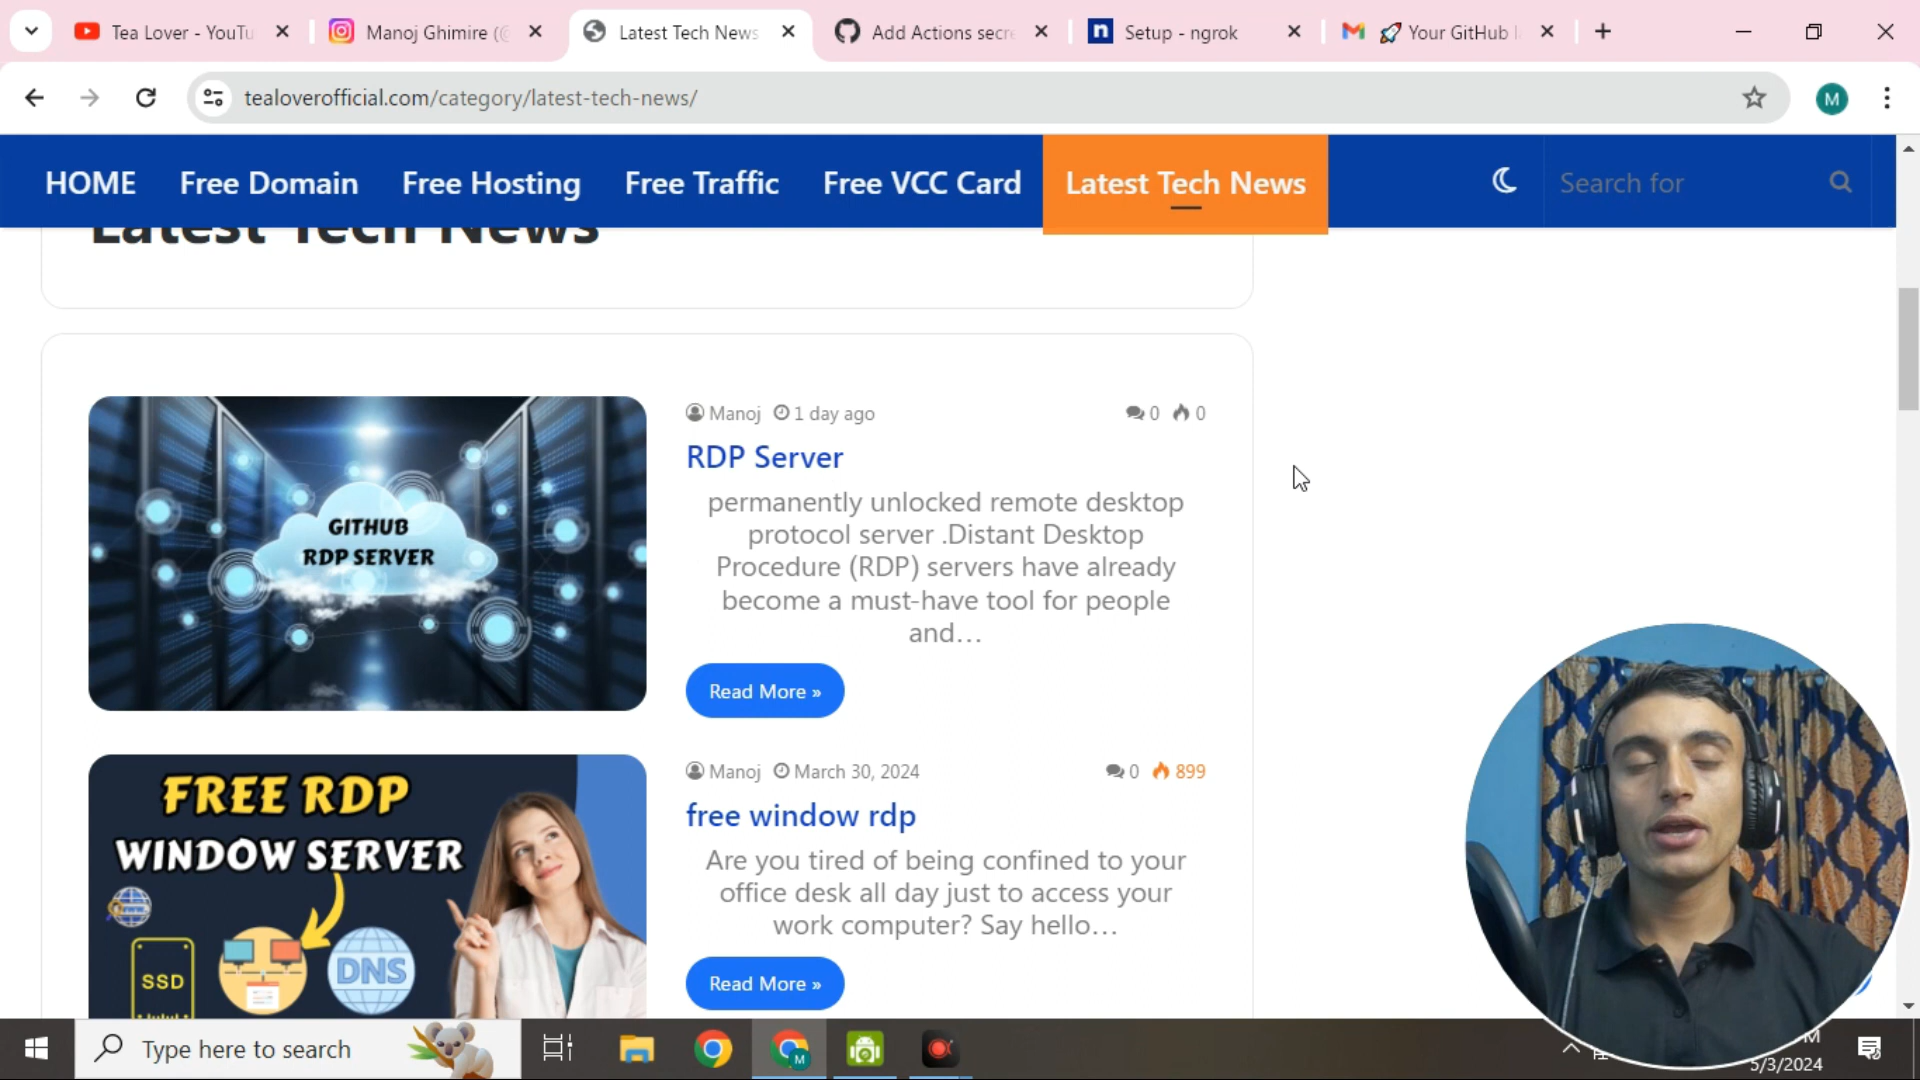 Tea Lover - YouTu
Manoj Ghimire (@
Latest Tech News
Add Actions secre
Setup - ngrok
Your GitHub l
tealoverofficial.com/category/latest-tech-news/
M
HOME
Free Domain
Free Hosting
Free Traffic
Free VCC Card
Latest Tech News
Search for
Latest Tech News
GITHUB
RDP SERVER
Manoj 1 day ago 0 0
RDP Server
permanently unlocked remote desktop
protocol server .Distant Desktop
Procedure (RDP) servers have already
become a must-have tool for people
and...
Read More »
FREE RDP
WINDOW SERVER
SSD
DNS
Manoj March 30, 2024 0 899
free window rdp
Are you tired of being confined to your
office desk all day just to access your
work computer? Say hello...
Read More »
Type here to search
M
M
5/3/2024